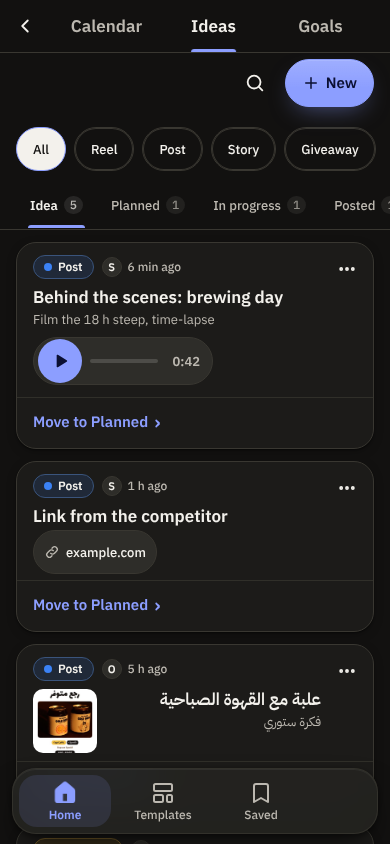 Calendar
Ideas
Goals
+ New
All
Reel
Post
Story
Giveaway
Idea 5
Planned 1
In progress 1
Posted
Post
S
6 min ago
Behind the scenes: brewing day
Film the 18 h steep, time-lapse
0:42
Move to Planned ›
Post
S
1 h ago
Link from the competitor
example.com
Move to Planned ›
Post
O
5 h ago
رجع متوفر
علبة مع القهوة الصباحية
فكرة ستوري
Home
Templates
Saved